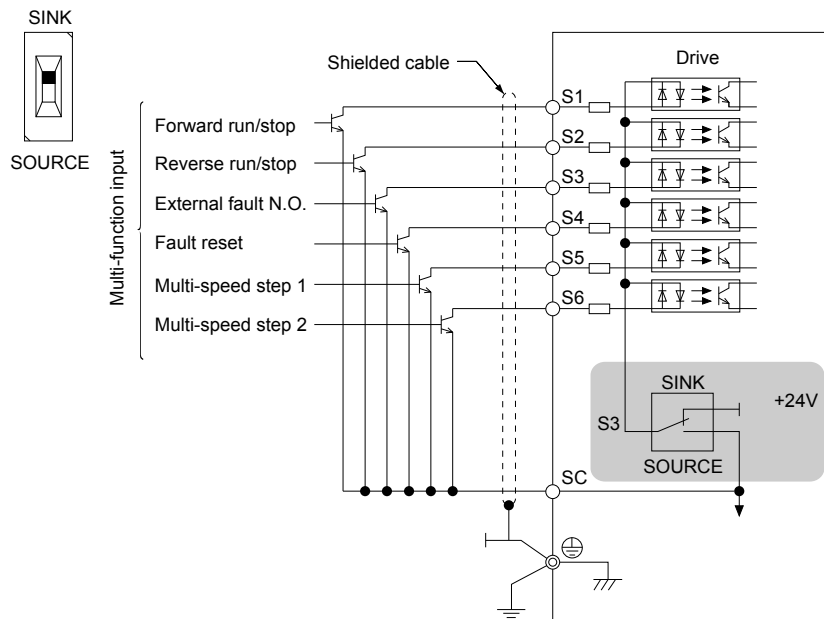 SINK
SOURCE
Shielded cable
Drive
Multi-function input
Forward run/stop
Reverse run/stop
External fault N.O.
Fault reset
Multi-speed step 1
Multi-speed step 2
S1
S2
S3
S4
S5
S6
SINK
+24V
S3
SOURCE
SC